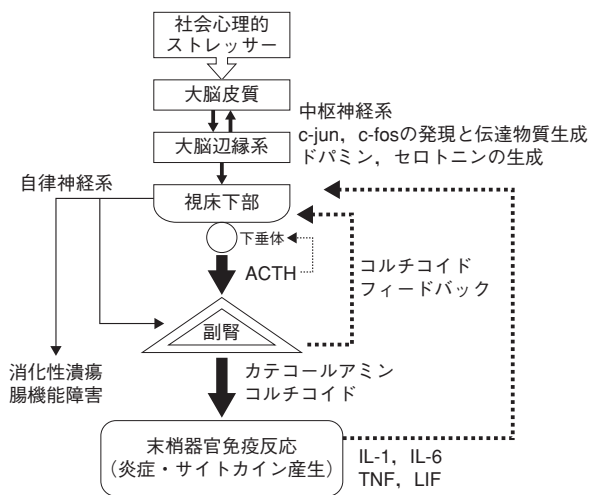 社会心理的
ストレッサー
大脳皮質
中枢神経系
c-jun，c-fosの発現と伝達物質生成
ドパミン，セロトニンの生成
大脳辺縁系
自律神経系
視床下部
下垂体
ACTH
コルチコイド
フィードバック
副腎
消化性潰瘍
腸機能障害
カテコールアミン
コルチコイド
末梢器官免疫反応
（炎症・サイトカイン産生）
IL-1，IL-6
TNF，LIF